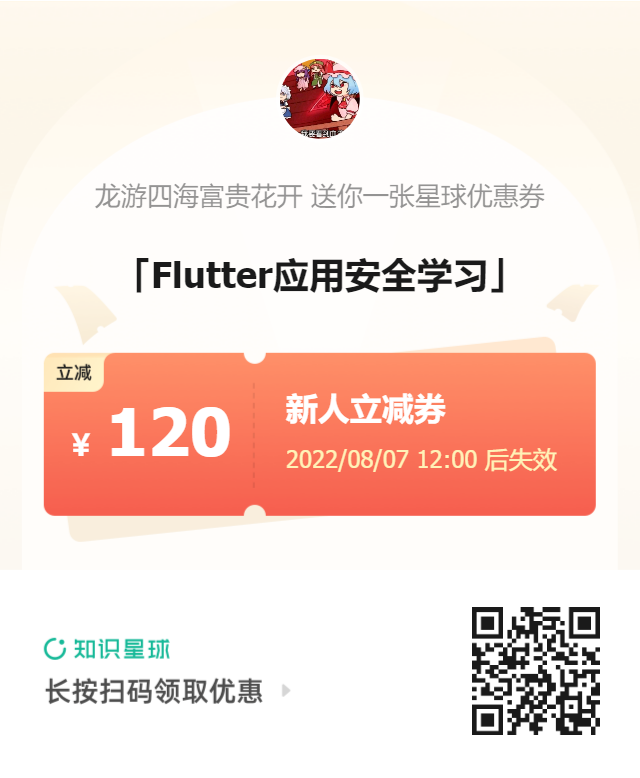 龙游四海富贵花开 送你一张星球优惠券
「Flutter应用安全学习」
立减
¥ 120
新人立减券
2022/08/07 12:00 后失效
知识星球
长按扫码领取优惠